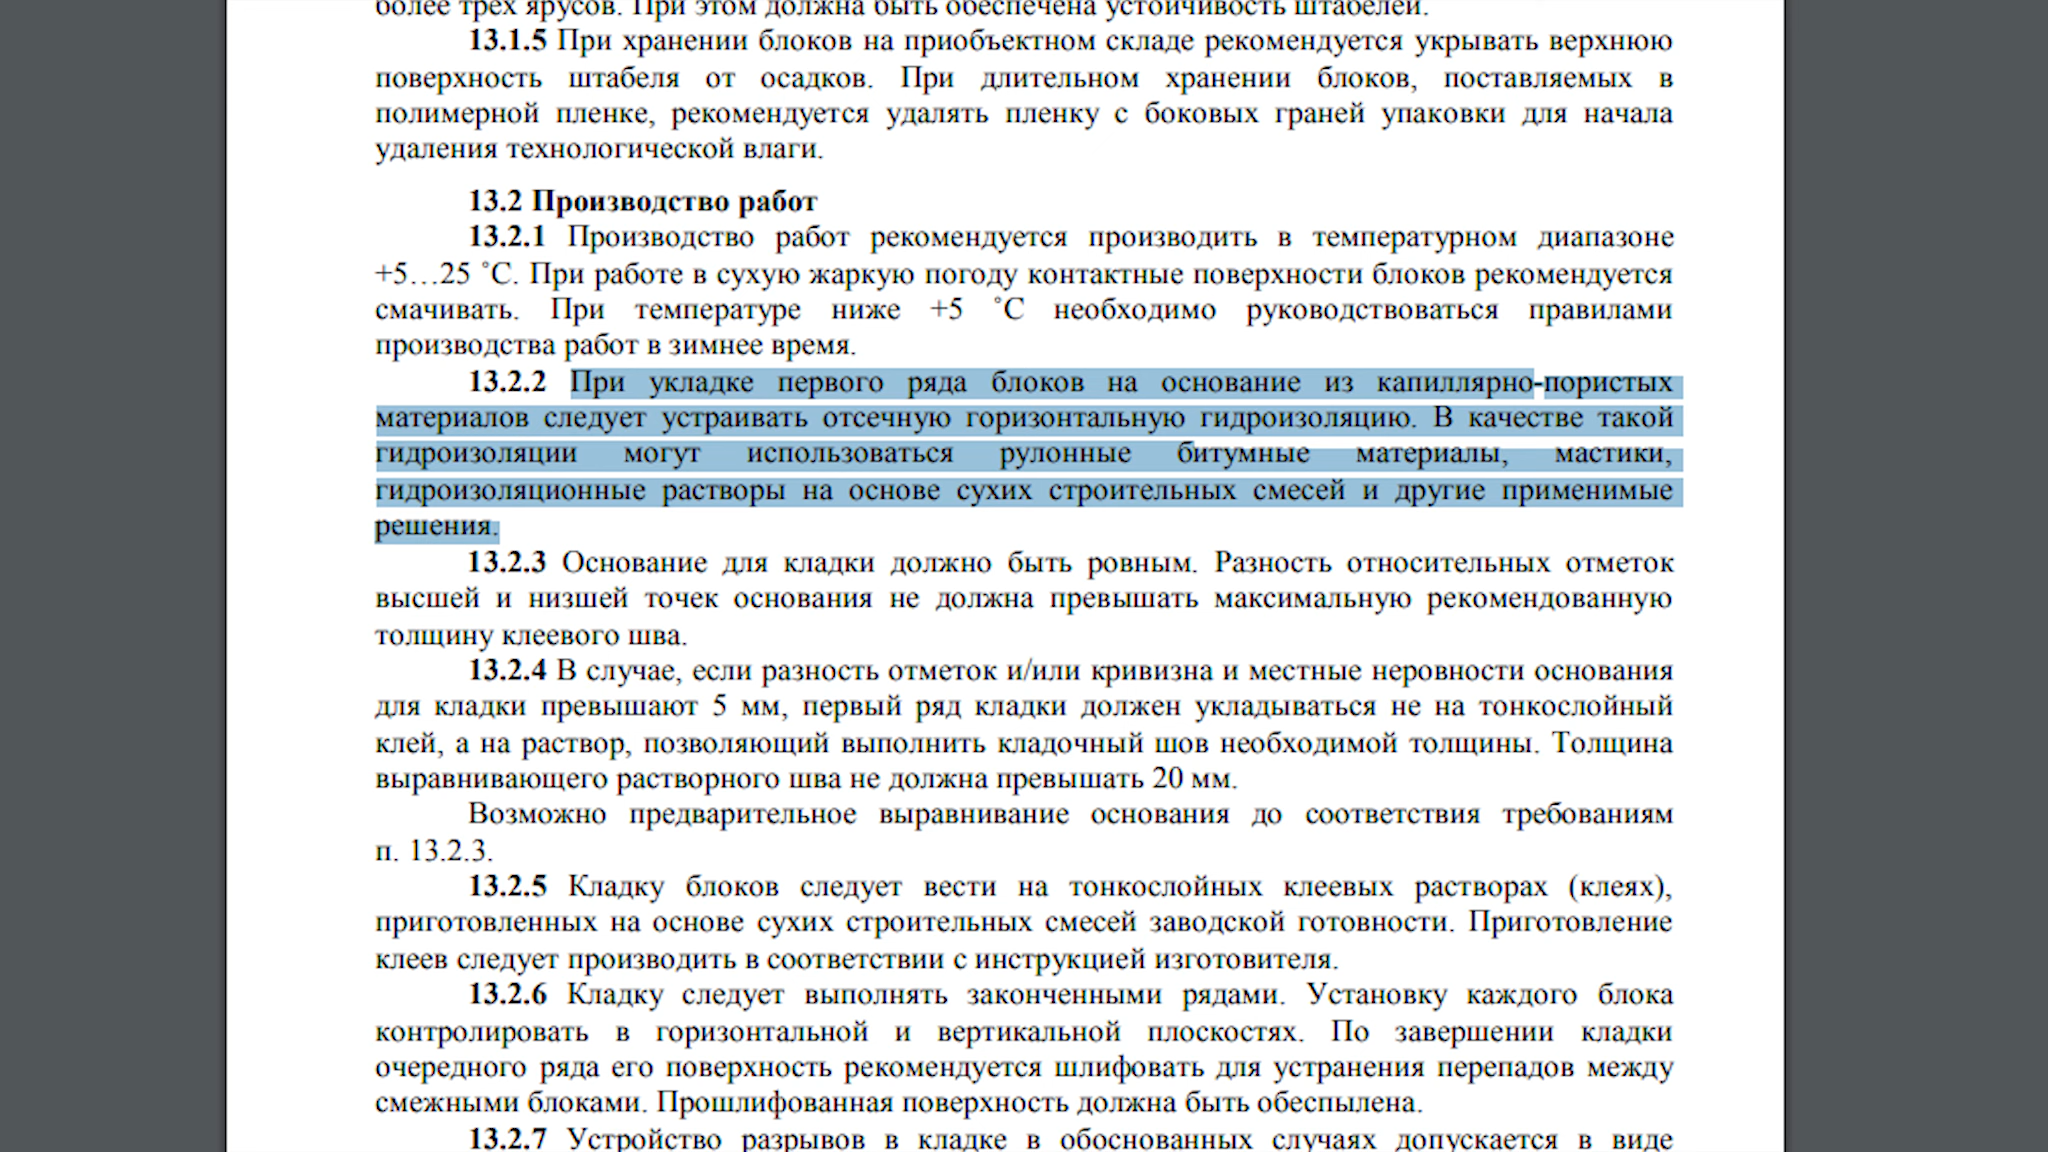 более трех ярусов. При этом должна быть обеспечена устойчивость штабелей.
13.1.5 При хранении блоков на приобъектном складе рекомендуется укрывать верхнюю
поверхность штабеля от осадков. При длительном хранении блоков, поставляемых в
полимерной пленке, рекомендуется удалять пленку с боковых граней упаковки для начала
удаления технологической влаги.
13.2 Производство работ
13.2.1 Производство работ рекомендуется производить в температурном диапазоне
+5…25 ˚С. При работе в сухую жаркую погоду контактные поверхности блоков рекомендуется
смачивать. При температуре ниже +5 ˚С необходимо руководствоваться правилами
производства работ в зимнее время.
13.2.2 При укладке первого ряда блоков на основание из капиллярно-пористых
материалов следует устраивать отсечную горизонтальную гидроизоляцию. В качестве такой
гидроизоляции могут использоваться рулонные битумные материалы, мастики,
гидроизоляционные растворы на основе сухих строительных смесей и другие применимые
решения.
13.2.3 Основание для кладки должно быть ровным. Разность относительных отметок
высшей и низшей точек основания не должна превышать максимальную рекомендованную
толщину клеевого шва.
13.2.4 В случае, если разность отметок и/или кривизна и местные неровности основания
для кладки превышают 5 мм, первый ряд кладки должен укладываться не на тонкослойный
клей, а на раствор, позволяющий выполнить кладочный шов необходимой толщины. Толщина
выравнивающего растворного шва не должна превышать 20 мм.
Возможно предварительное выравнивание основания до соответствия требованиям
п. 13.2.3.
13.2.5 Кладку блоков следует вести на тонкослойных клеевых растворах (клеях),
приготовленных на основе сухих строительных смесей заводской готовности. Приготовление
клеев следует производить в соответствии с инструкцией изготовителя.
13.2.6 Кладку следует выполнять законченными рядами. Установку каждого блока
контролировать в горизонтальной и вертикальной плоскостях. По завершении кладки
очередного ряда его поверхность рекомендуется шлифовать для устранения перепадов между
смежными блоками. Прошлифованная поверхность должна быть обеспылена.
13.2.7 Устройство разрывов в кладке в обоснованных случаях допускается в виде